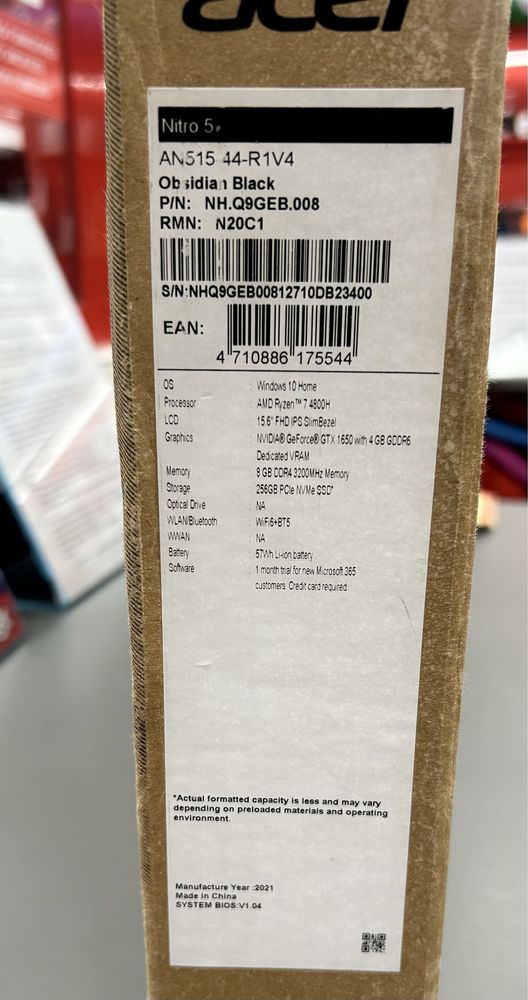 acer
Nitro 5
AN515 44-R1V4
Obsidian Black
P/N: NH.Q9GEB.008
RMN: N20C1
S/N:NHQ9GEB00812710DB23400
EAN:
4 710886 175544
OS : Windows 10 Home
Processor : AMD Ryzen™ 7 4800H
LCD : 15.6" FHD IPS SlimBezel
Graphics : NVIDIA® GeForce® GTX 1650 with 4 GB GDDR6
Dedicated VRAM
Memory : 8 GB DDR4 3200MHz Memory
Storage : 256GB PCIe NVMe SSD*
Optical Drive : NA
WLAN/Bluetooth : WiFi6+BT5
WWAN : NA
Battery : 57Wh Li-ion battery
Software : 1 month trial for new Microsoft 365
customers. Credit card required.
*Actual formatted capacity is less and may vary
depending on preloaded materials and operating
environment.
Manufacture Year :2021
Made in China
SYSTEM BIOS:V1.04